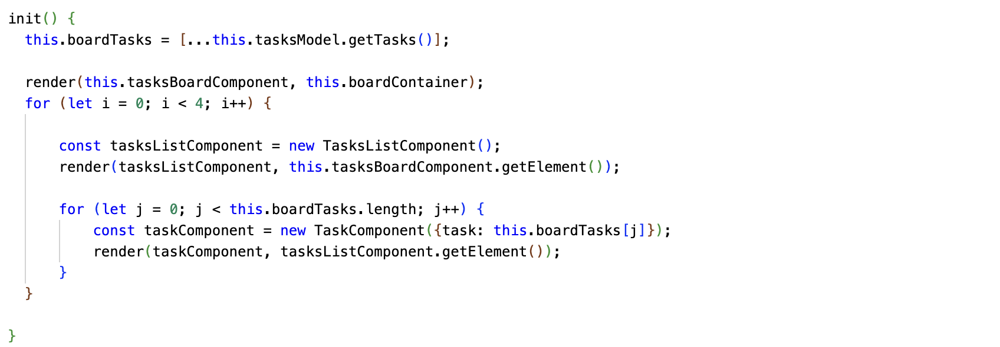 init() {
  this.boardTasks = [...this.tasksModel.getTasks()];

  render(this.tasksBoardComponent, this.boardContainer);
  for (let i = 0; i < 4; i++) {

      const tasksListComponent = new TasksListComponent();
      render(tasksListComponent, this.tasksBoardComponent.getElement());

      for (let j = 0; j < this.boardTasks.length; j++) {
          const taskComponent = new TaskComponent({task: this.boardTasks[j]});
          render(taskComponent, tasksListComponent.getElement());
      }
  }

}